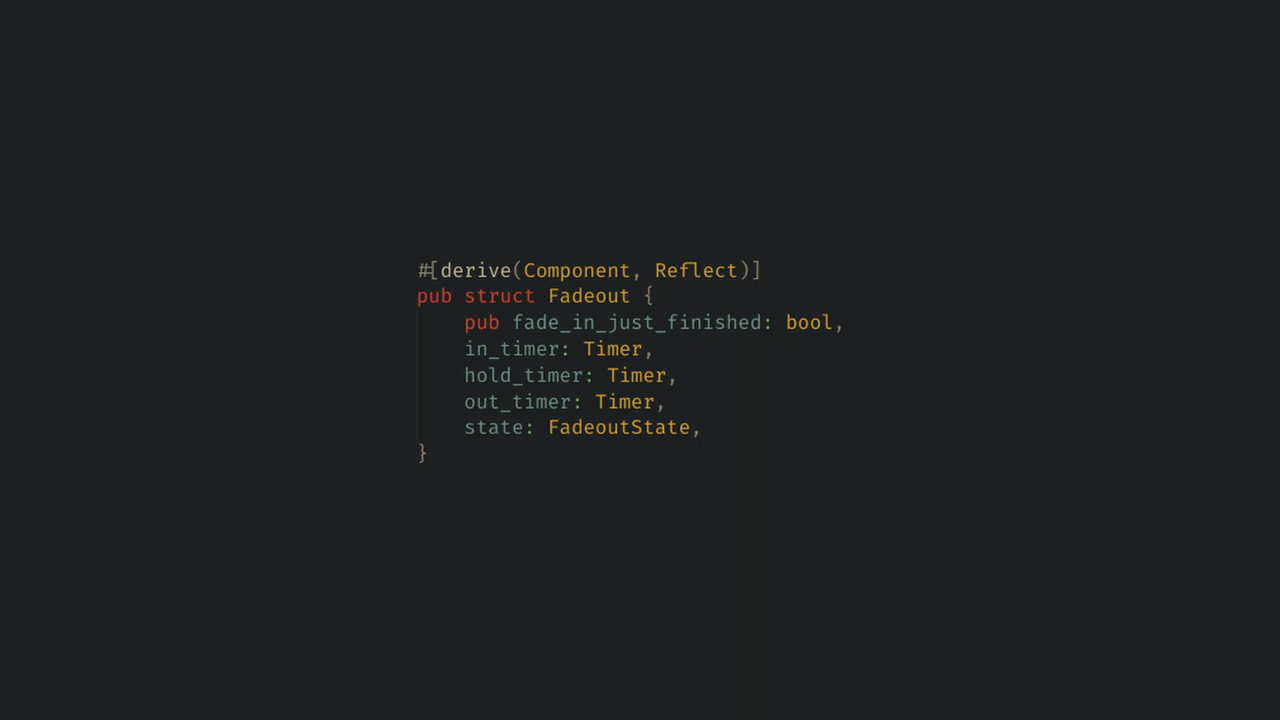 #[derive(Component, Reflect)]
pub struct Fadeout {
    pub fade_in_just_finished: bool,
    in_timer: Timer,
    hold_timer: Timer,
    out_timer: Timer,
    state: FadeoutState,
}